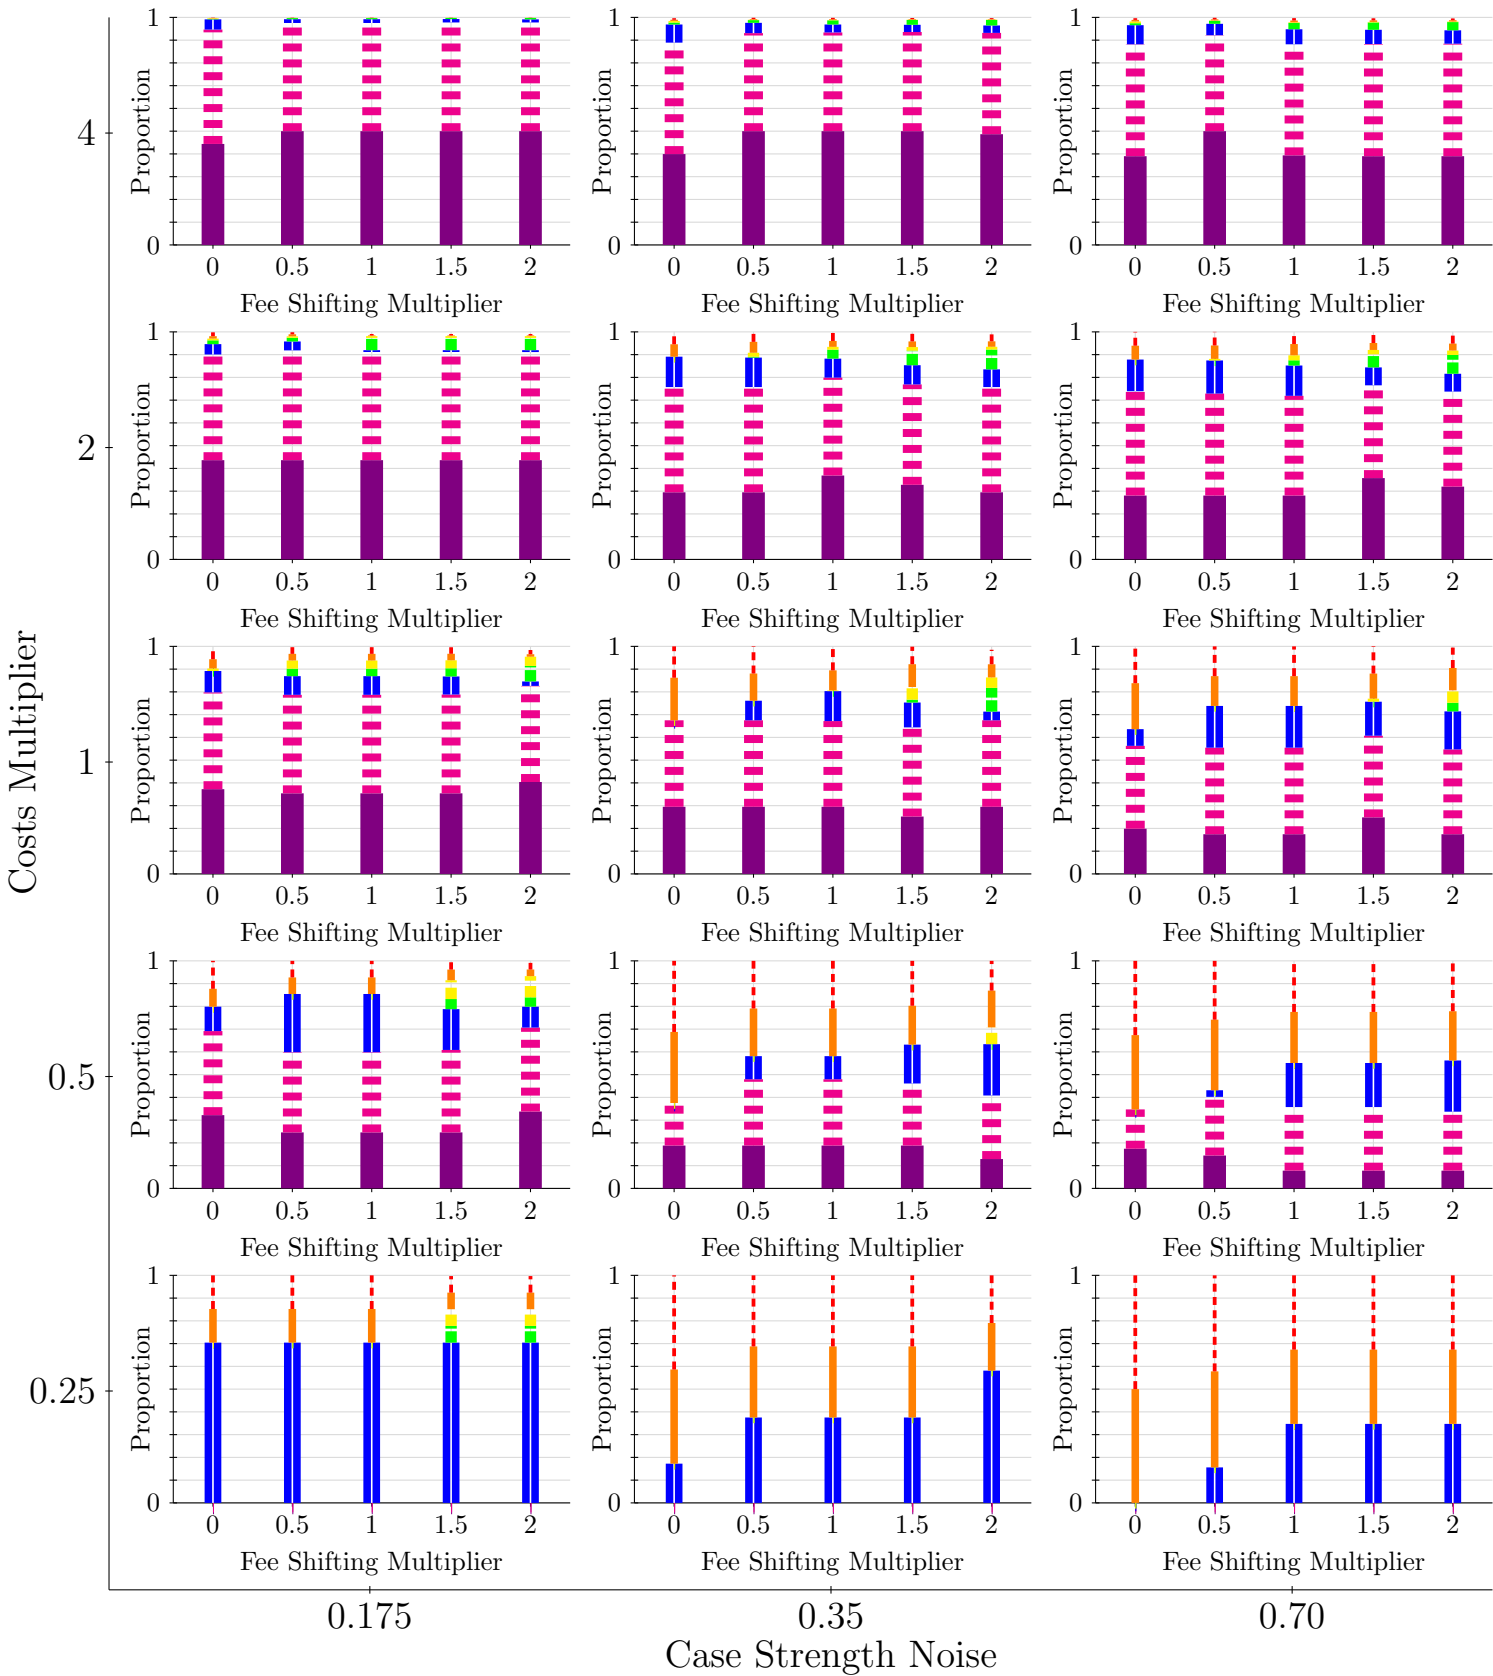 1 1 1
Proportion Proportion Proportion
4
0 0 0
0 0.5 1 1.5 2 0 0.5 1 1.5 2 0 0.5 1 1.5 2
Fee Shifting Multiplier Fee Shifting Multiplier Fee Shifting Multiplier
1 1 1
Proportion Proportion Proportion
2
0 0 0
0 0.5 1 1.5 2 0 0.5 1 1.5 2 0 0.5 1 1.5 2
Fee Shifting Multiplier Fee Shifting Multiplier Fee Shifting Multiplier
Costs Multiplier
1 1 1
Proportion Proportion Proportion
1
0 0 0
0 0.5 1 1.5 2 0 0.5 1 1.5 2 0 0.5 1 1.5 2
Fee Shifting Multiplier Fee Shifting Multiplier Fee Shifting Multiplier
1 1 1
Proportion Proportion Proportion
0.5
0 0 0
0 0.5 1 1.5 2 0 0.5 1 1.5 2 0 0.5 1 1.5 2
Fee Shifting Multiplier Fee Shifting Multiplier Fee Shifting Multiplier
1 1 1
Proportion Proportion Proportion
0.25
0 0 0
0 0.5 1 1.5 2 0 0.5 1 1.5 2 0 0.5 1 1.5 2
Fee Shifting Multiplier Fee Shifting Multiplier Fee Shifting Multiplier
0.175 0.35 0.70
Case Strength Noise